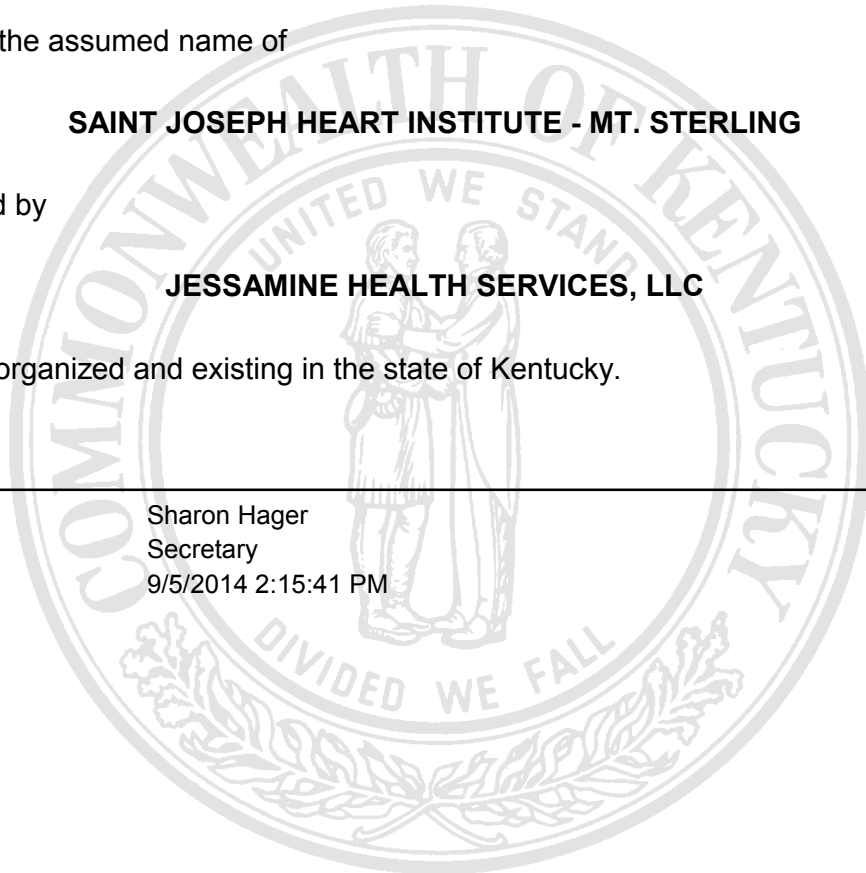 the assumed name of
SAINT JOSEPH HEART INSTITUTE - MT. STERLING
d by
JESSAMINE HEALTH SERVICES, LLC
organized and existing in the state of Kentucky.
Sharon Hager
Secretary
9/5/2014 2:15:41 PM
COMMONWEALTH OF KENTUCKY
UNITED WE STAND
DIVIDED WE FALL